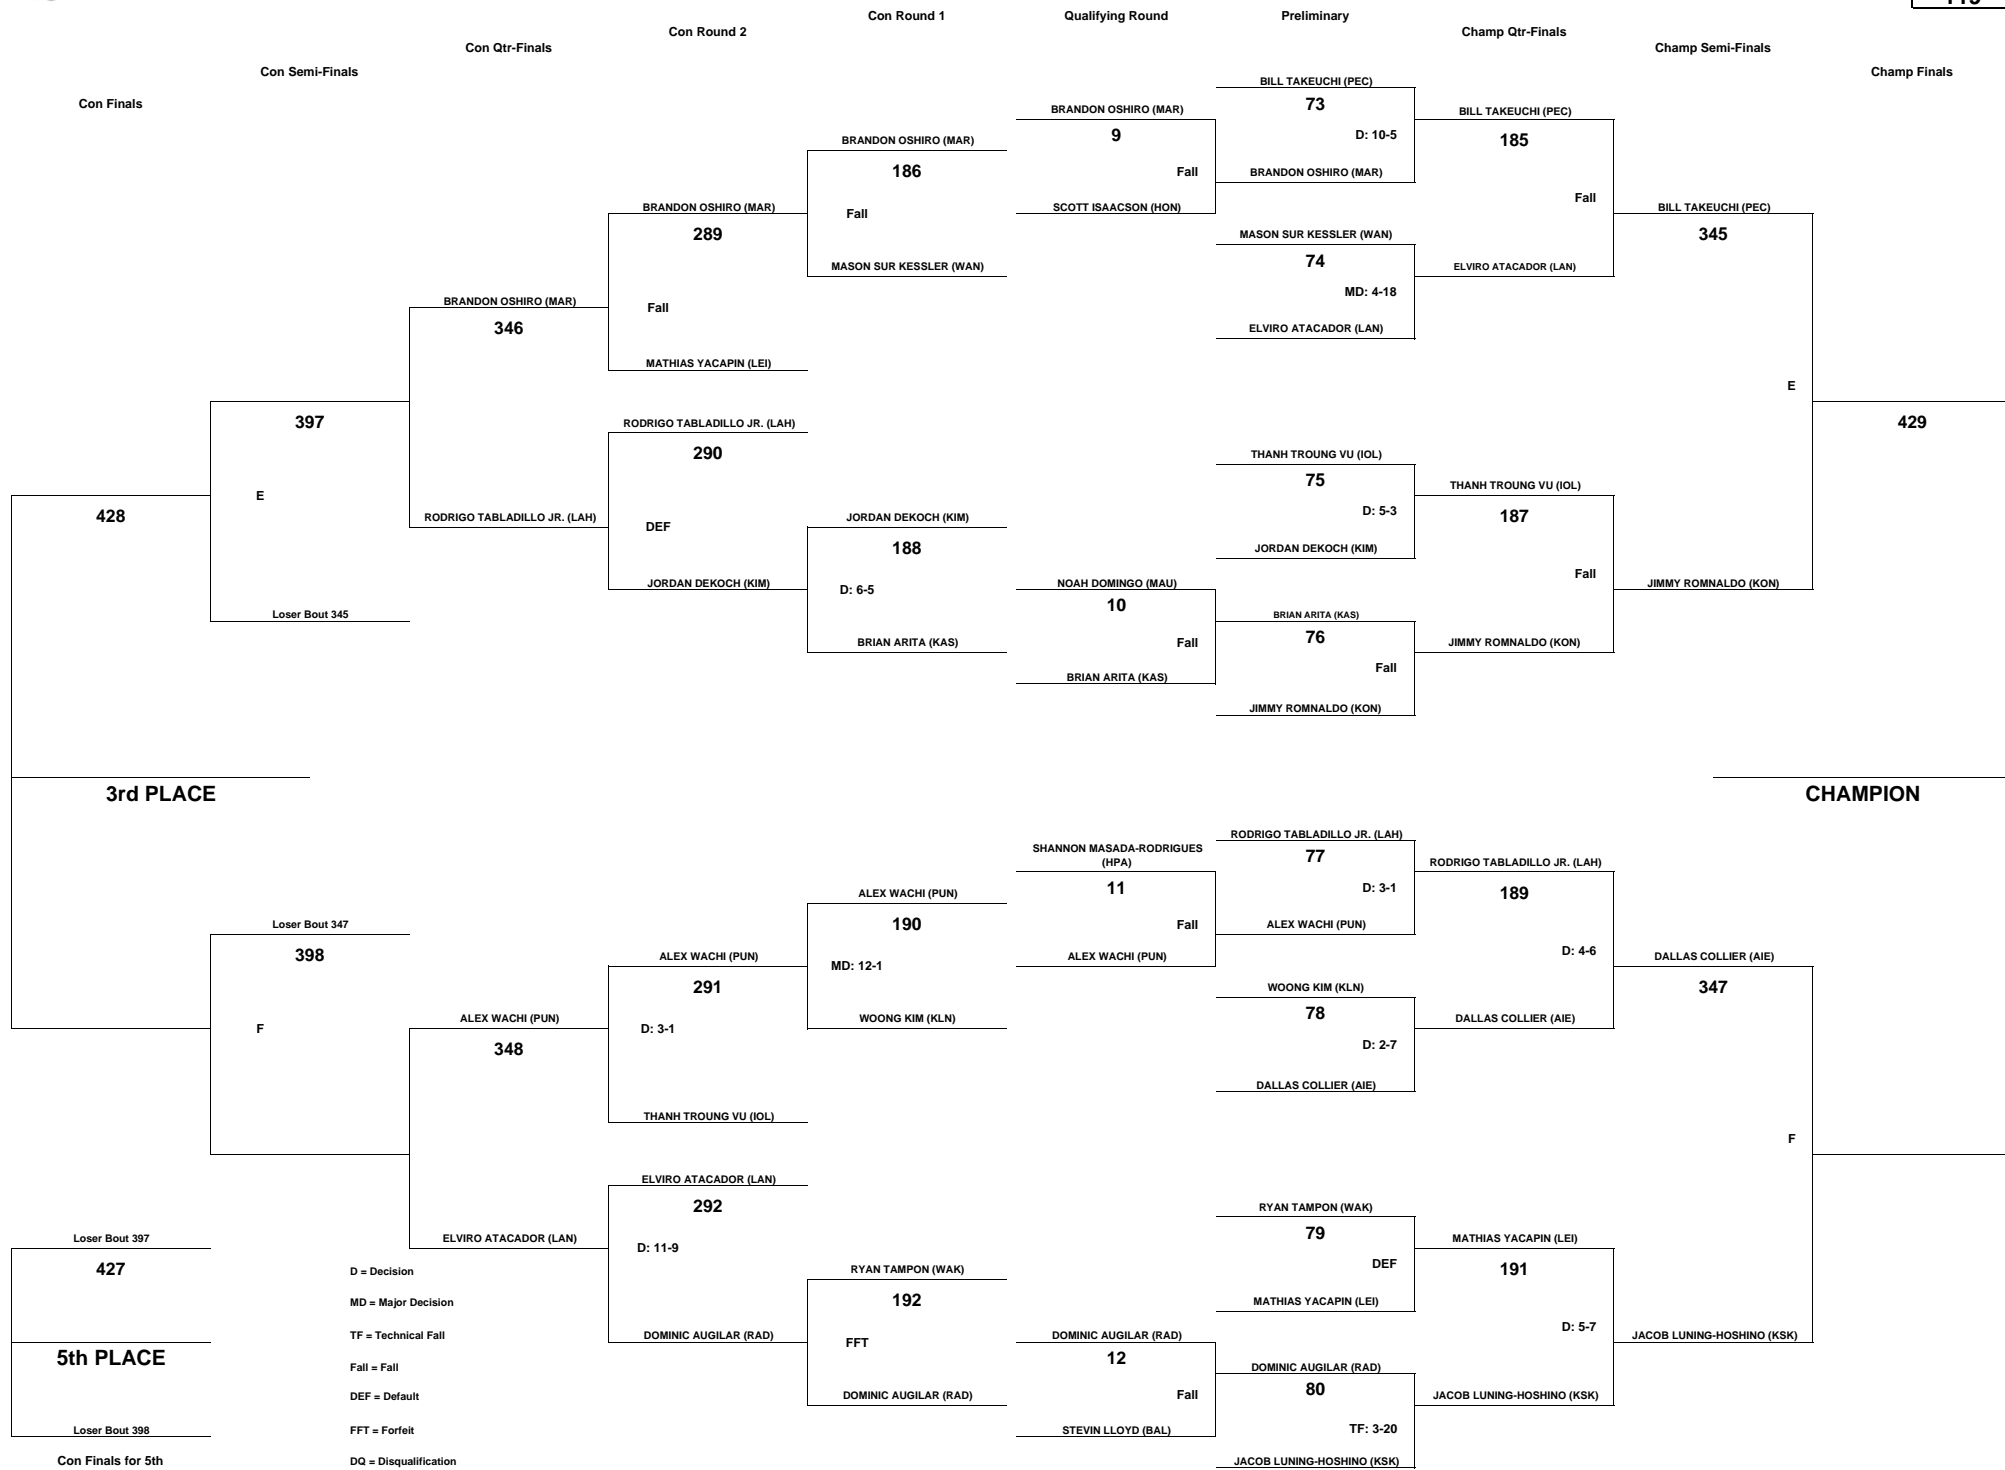 Con Round 1
Qualifying Round
Preliminary
Con Round 2
Champ Qtr-Finals
Con Qtr-Finals
Champ Semi-Finals
Con Semi-Finals
Champ Finals
Con Finals
BILL TAKEUCHI (PEC)
73
D: 10-5
BRANDON OSHIRO (MAR)
BRANDON OSHIRO (MAR)
9
Fall
SCOTT ISAACSON (HON)
BILL TAKEUCHI (PEC)
185
Fall
ELVIRO ATACADOR (LAN)
BRANDON OSHIRO (MAR)
186
Fall
MASON SUR KESSLER (WAN)
BRANDON OSHIRO (MAR)
289
Fall
MATHIAS YACAPIN (LEI)
BILL TAKEUCHI (PEC)
345
E
JIMMY ROMNALDO (KON)
MASON SUR KESSLER (WAN)
74
MD: 4-18
ELVIRO ATACADOR (LAN)
BRANDON OSHIRO (MAR)
346
RODRIGO TABLADILLO JR. (LAH)
397
E
Loser Bout 345
429
RODRIGO TABLADILLO JR. (LAH)
290
DEF
JORDAN DEKOCH (KIM)
THANH TROUNG VU (IOL)
75
D: 5-3
JORDAN DEKOCH (KIM)
THANH TROUNG VU (IOL)
187
Fall
JIMMY ROMNALDO (KON)
428
JORDAN DEKOCH (KIM)
188
D: 6-5
BRIAN ARITA (KAS)
NOAH DOMINGO (MAU)
10
Fall
BRIAN ARITA (KAS)
BRIAN ARITA (KAS)
76
Fall
JIMMY ROMNALDO (KON)
3rd PLACE
CHAMPION
RODRIGO TABLADILLO JR. (LAH)
77
D: 3-1
ALEX WACHI (PUN)
SHANNON MASADA-RODRIGUES
(HPA)
11
Fall
ALEX WACHI (PUN)
RODRIGO TABLADILLO JR. (LAH)
189
D: 4-6
DALLAS COLLIER (AIE)
ALEX WACHI (PUN)
190
MD: 12-1
WOONG KIM (KLN)
Loser Bout 347
398
F
ALEX WACHI (PUN)
291
D: 3-1
THANH TROUNG VU (IOL)
DALLAS COLLIER (AIE)
347
F
JACOB LUNING-HOSHINO (KSK)
WOONG KIM (KLN)
78
D: 2-7
DALLAS COLLIER (AIE)
ALEX WACHI (PUN)
348
ELVIRO ATACADOR (LAN)
ELVIRO ATACADOR (LAN)
292
D: 11-9
DOMINIC AUGILAR (RAD)
RYAN TAMPON (WAK)
79
DEF
MATHIAS YACAPIN (LEI)
MATHIAS YACAPIN (LEI)
191
D: 5-7
JACOB LUNING-HOSHINO (KSK)
RYAN TAMPON (WAK)
192
FFT
DOMINIC AUGILAR (RAD)
DOMINIC AUGILAR (RAD)
12
Fall
STEVIN LLOYD (BAL)
DOMINIC AUGILAR (RAD)
80
TF: 3-20
JACOB LUNING-HOSHINO (KSK)
Loser Bout 397
427
5th PLACE
Loser Bout 398
Con Finals for 5th
D = Decision
MD = Major Decision
TF = Technical Fall
Fall = Fall
DEF = Default
FFT = Forfeit
DQ = Disqualification